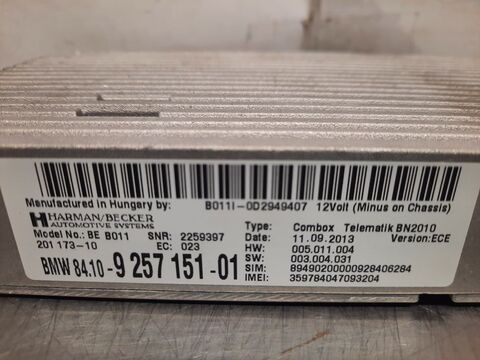 Manufactured in Hungary by: B011I-0D2949407 12Volt (Minus on Chassis)
HARMAN/BECKER
AUTOMOTIVE SYSTEMS
Type: Combox Telematik BN2010
Model No.: BE B011 SNR: 2259397 Date: 11.09.2013 Version:ECE
201 173-10 EC: 023 HW: 005.011.004
SW: 003.004.031
BMW 84.10- 9 257 151 -01 SIM: 89490200000928406284
IMEI: 359784047093204